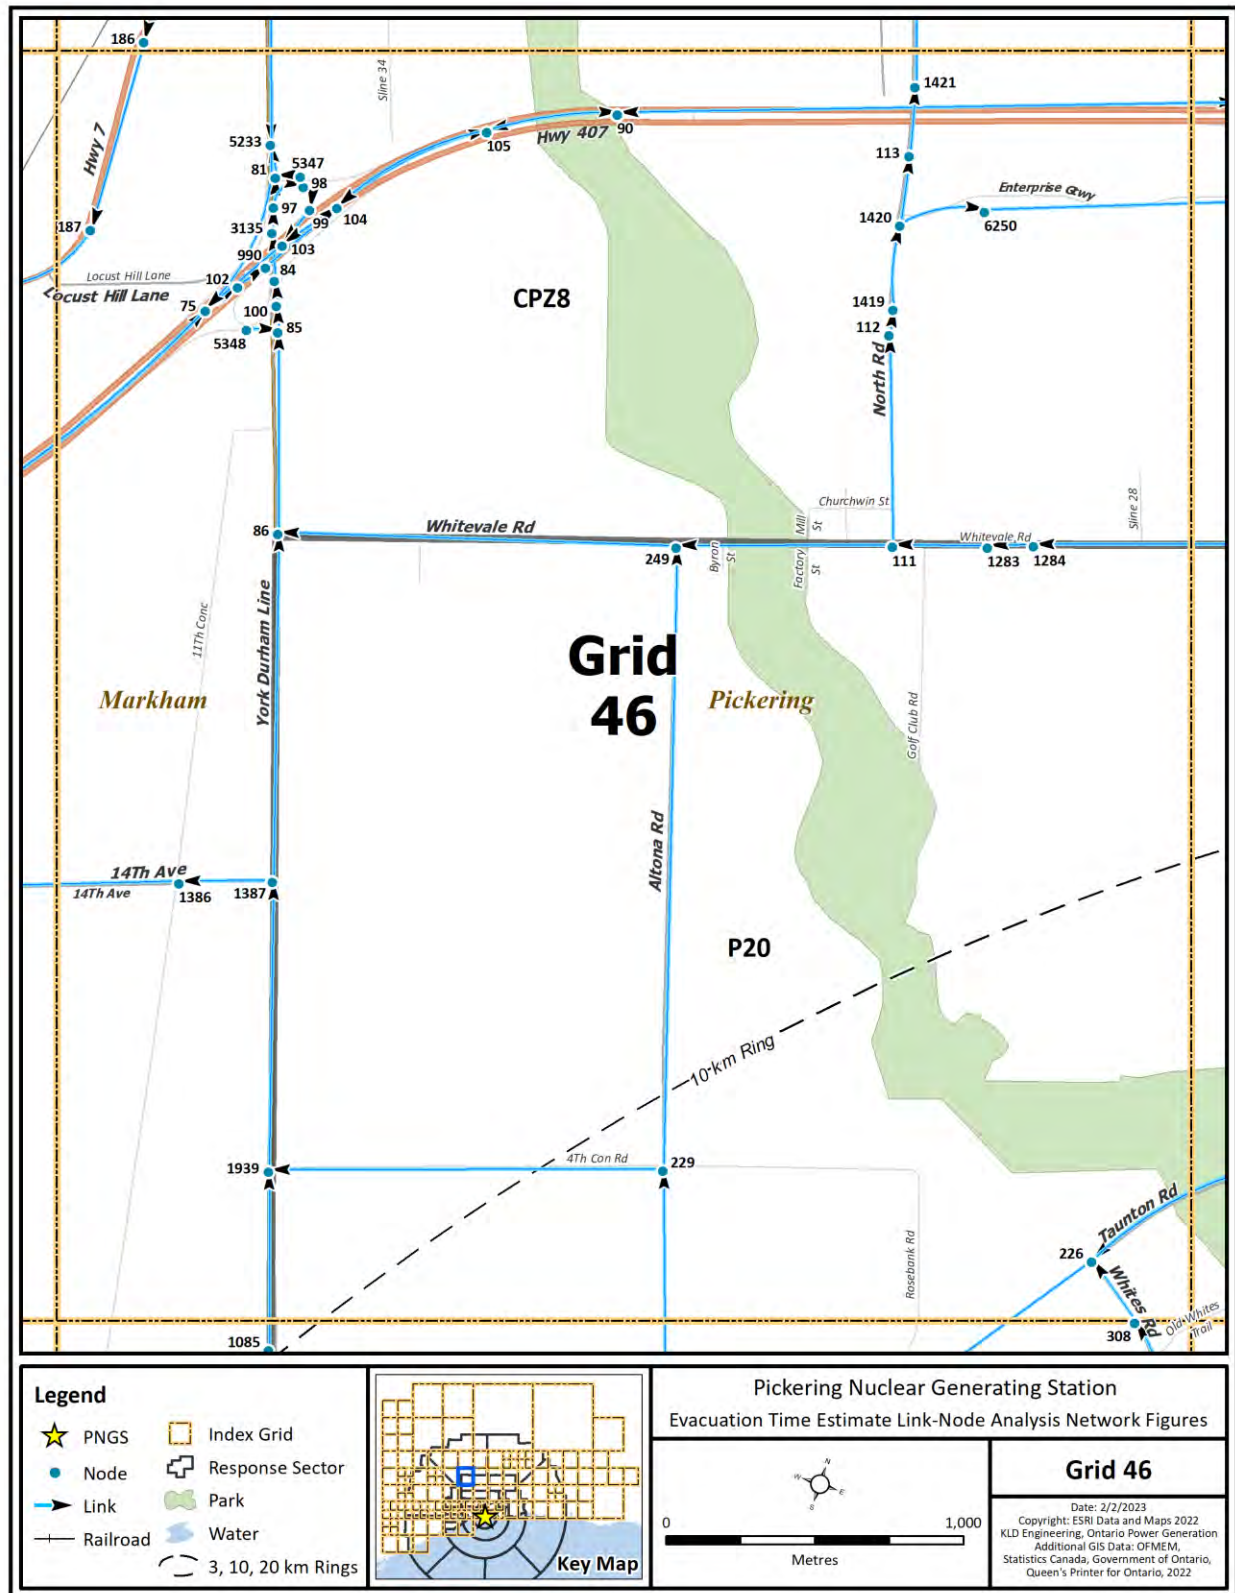 186
Sline 34
1421
Hwy 7
5233
90
Hwy 407
105
113
81
5347
98
Enterprise Gtwy
187
97
99
104
1420
6250
3135
103
990
84
Locust Hill Lane
102
Locust Hill Lane
CPZ8
75
100
1419
85
112
5348
North Rd
Churchwin St
Sline 28
Mill St
86
Whitevale Rd
Whitevale Rd
249
Byron St
Factory St
111
1283
1284
11Th Conc
York Durham Line
Grid
46
Markham
Pickering
Golf Club Rd
Altona Rd
14Th Ave
14Th Ave
1386
1387
P20
10-km Ring
1939
4Th Con Rd
229
Taunton Rd
226
Rosebank Rd
Whites Rd
Old Whites Trail
308
1085
Legend
PNGS
Node
Link
Railroad
Index Grid
Response Sector
Park
Water
3, 10, 20 km Rings
Key Map
Pickering Nuclear Generating Station
Evacuation Time Estimate Link-Node Analysis Network Figures
N
W
E
S
0
1,000
Metres
Grid 46
Date: 2/2/2023
Copyright: ESRI Data and Maps 2022
KLD Engineering, Ontario Power Generation
Additional GIS Data: OFMEM,
Statistics Canada, Government of Ontario,
Queen's Printer for Ontario, 2022